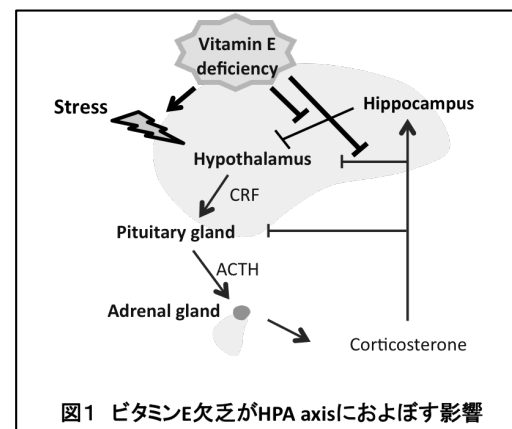 Vitamin E
deficiency
Stress
Hippocampus
Hypothalamus
CRF
Pituitary gland
ACTH
Adrenal gland
Corticosterone
図1 ビタミンE欠乏がHPA axisにおよぼす影響